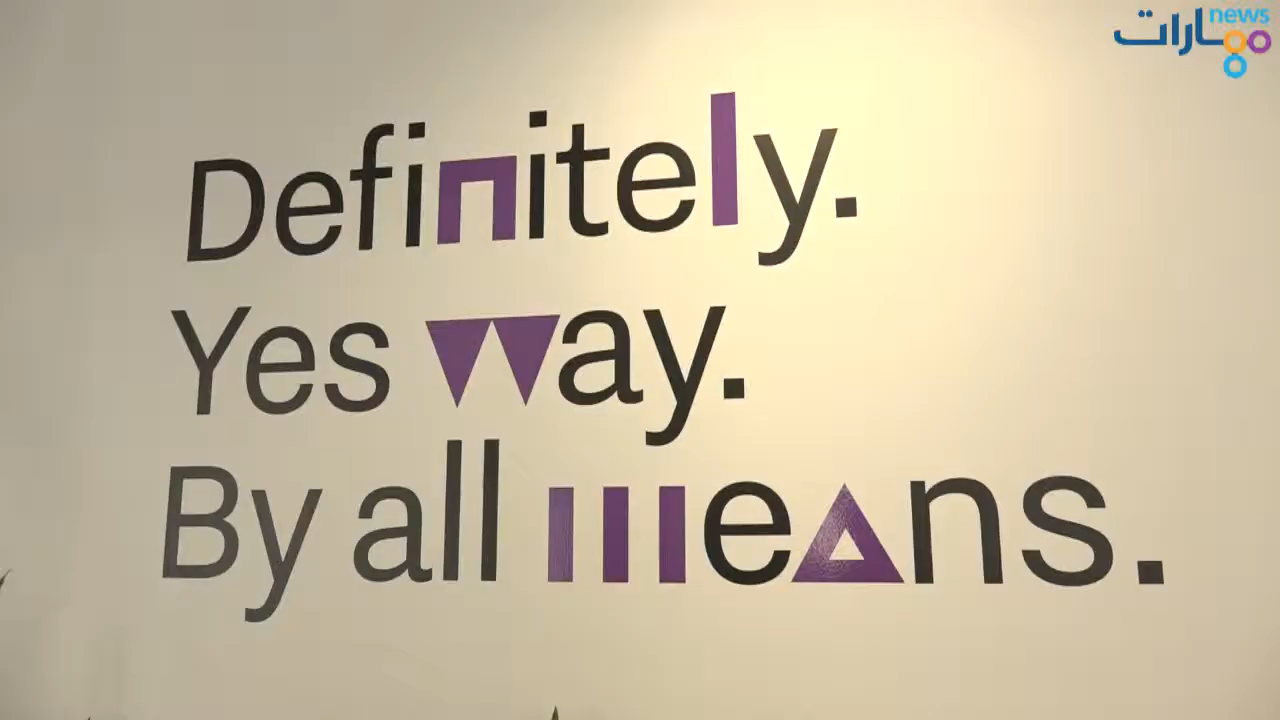 news
مهارات
Definitely.
Yes way.
By all means.